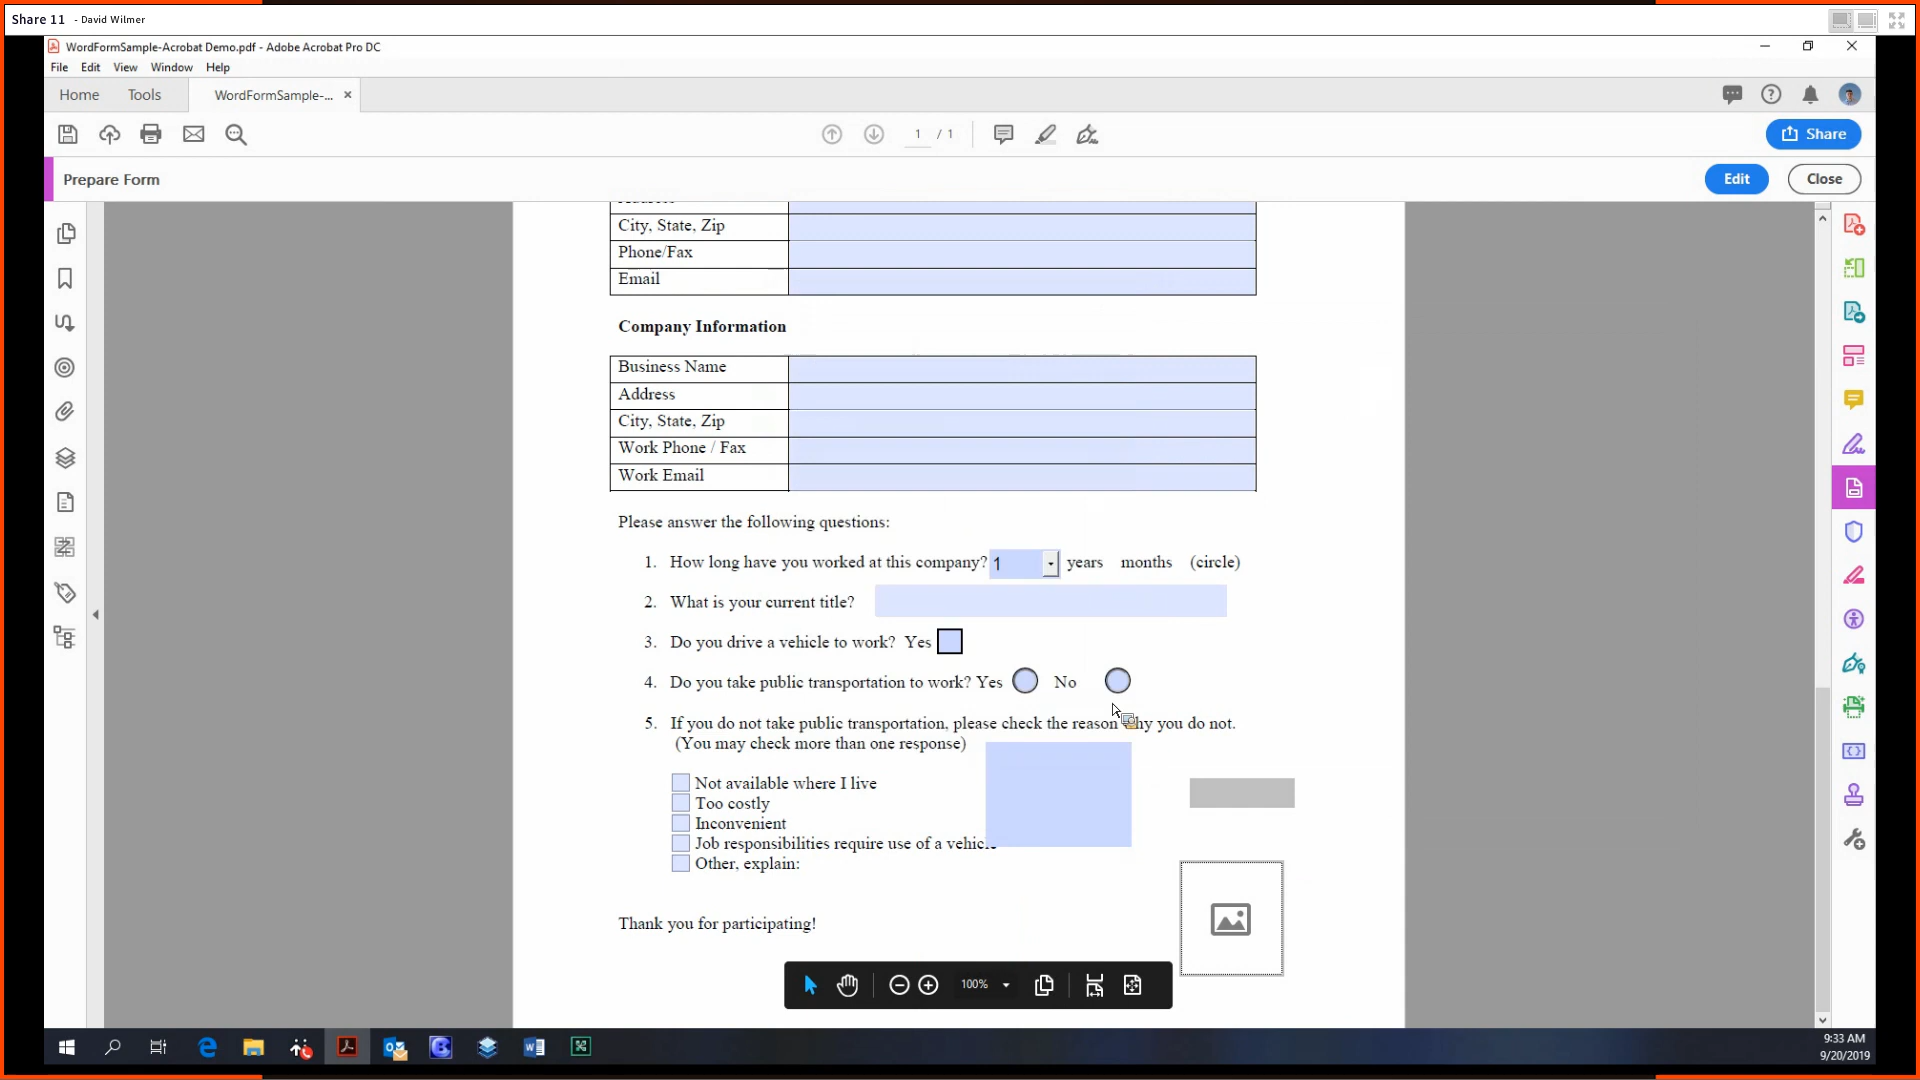 Share 11 - David Wilmer
WordFormSample-Acrobat Demo.pdf - Adobe Acrobat Pro DC
File Edit View Window Help
Home Tools WordFormSample-... ×
1 / 1
Share
Prepare Form
Edit Close
City, State, Zip
Phone/Fax
Email
Company Information
Business Name
Address
City, State, Zip
Work Phone / Fax
Work Email
Please answer the following questions:
1. How long have you worked at this company? 1 years months (circle)
2. What is your current title?
3. Do you drive a vehicle to work? Yes
4. Do you take public transportation to work? Yes No
5. If you do not take public transportation, please check the reason why you do not.
(You may check more than one response)
Not available where I live
Too costly
Inconvenient
Job responsibilities require use of a vehicle
Other, explain:
Thank you for participating!
100%
9:33 AM
9/20/2019